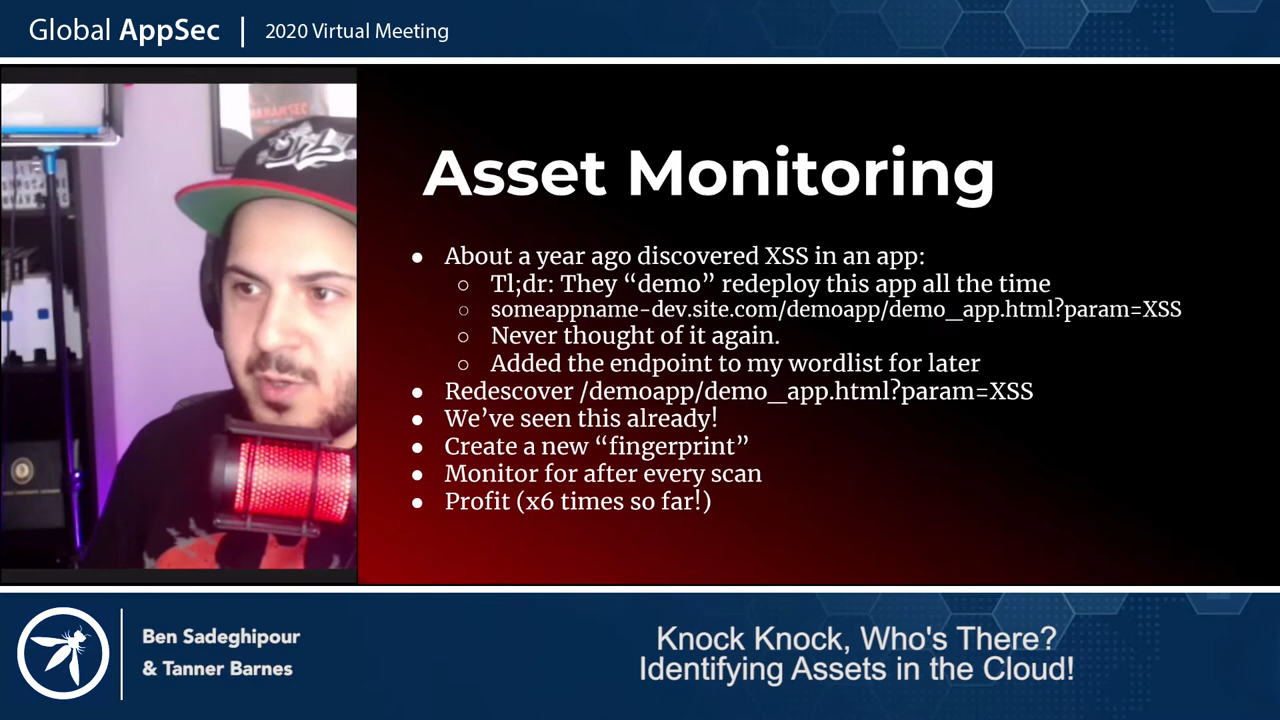 Global AppSec | 2020 Virtual Meeting
Asset Monitoring
● About a year ago discovered XSS in an app:
○ Tl;dr: They “demo” redeploy this app all the time
○ someappname-dev.site.com/demoapp/demo_app.html?param=XSS
○ Never thought of it again.
○ Added the endpoint to my wordlist for later
● Redescover /demoapp/demo_app.html?param=XSS
● We’ve seen this already!
● Create a new “fingerprint”
● Monitor for after every scan
● Profit (x6 times so far!)
Ben Sadeghipour
& Tanner Barnes
Knock Knock, Who's There?
Identifying Assets in the Cloud!